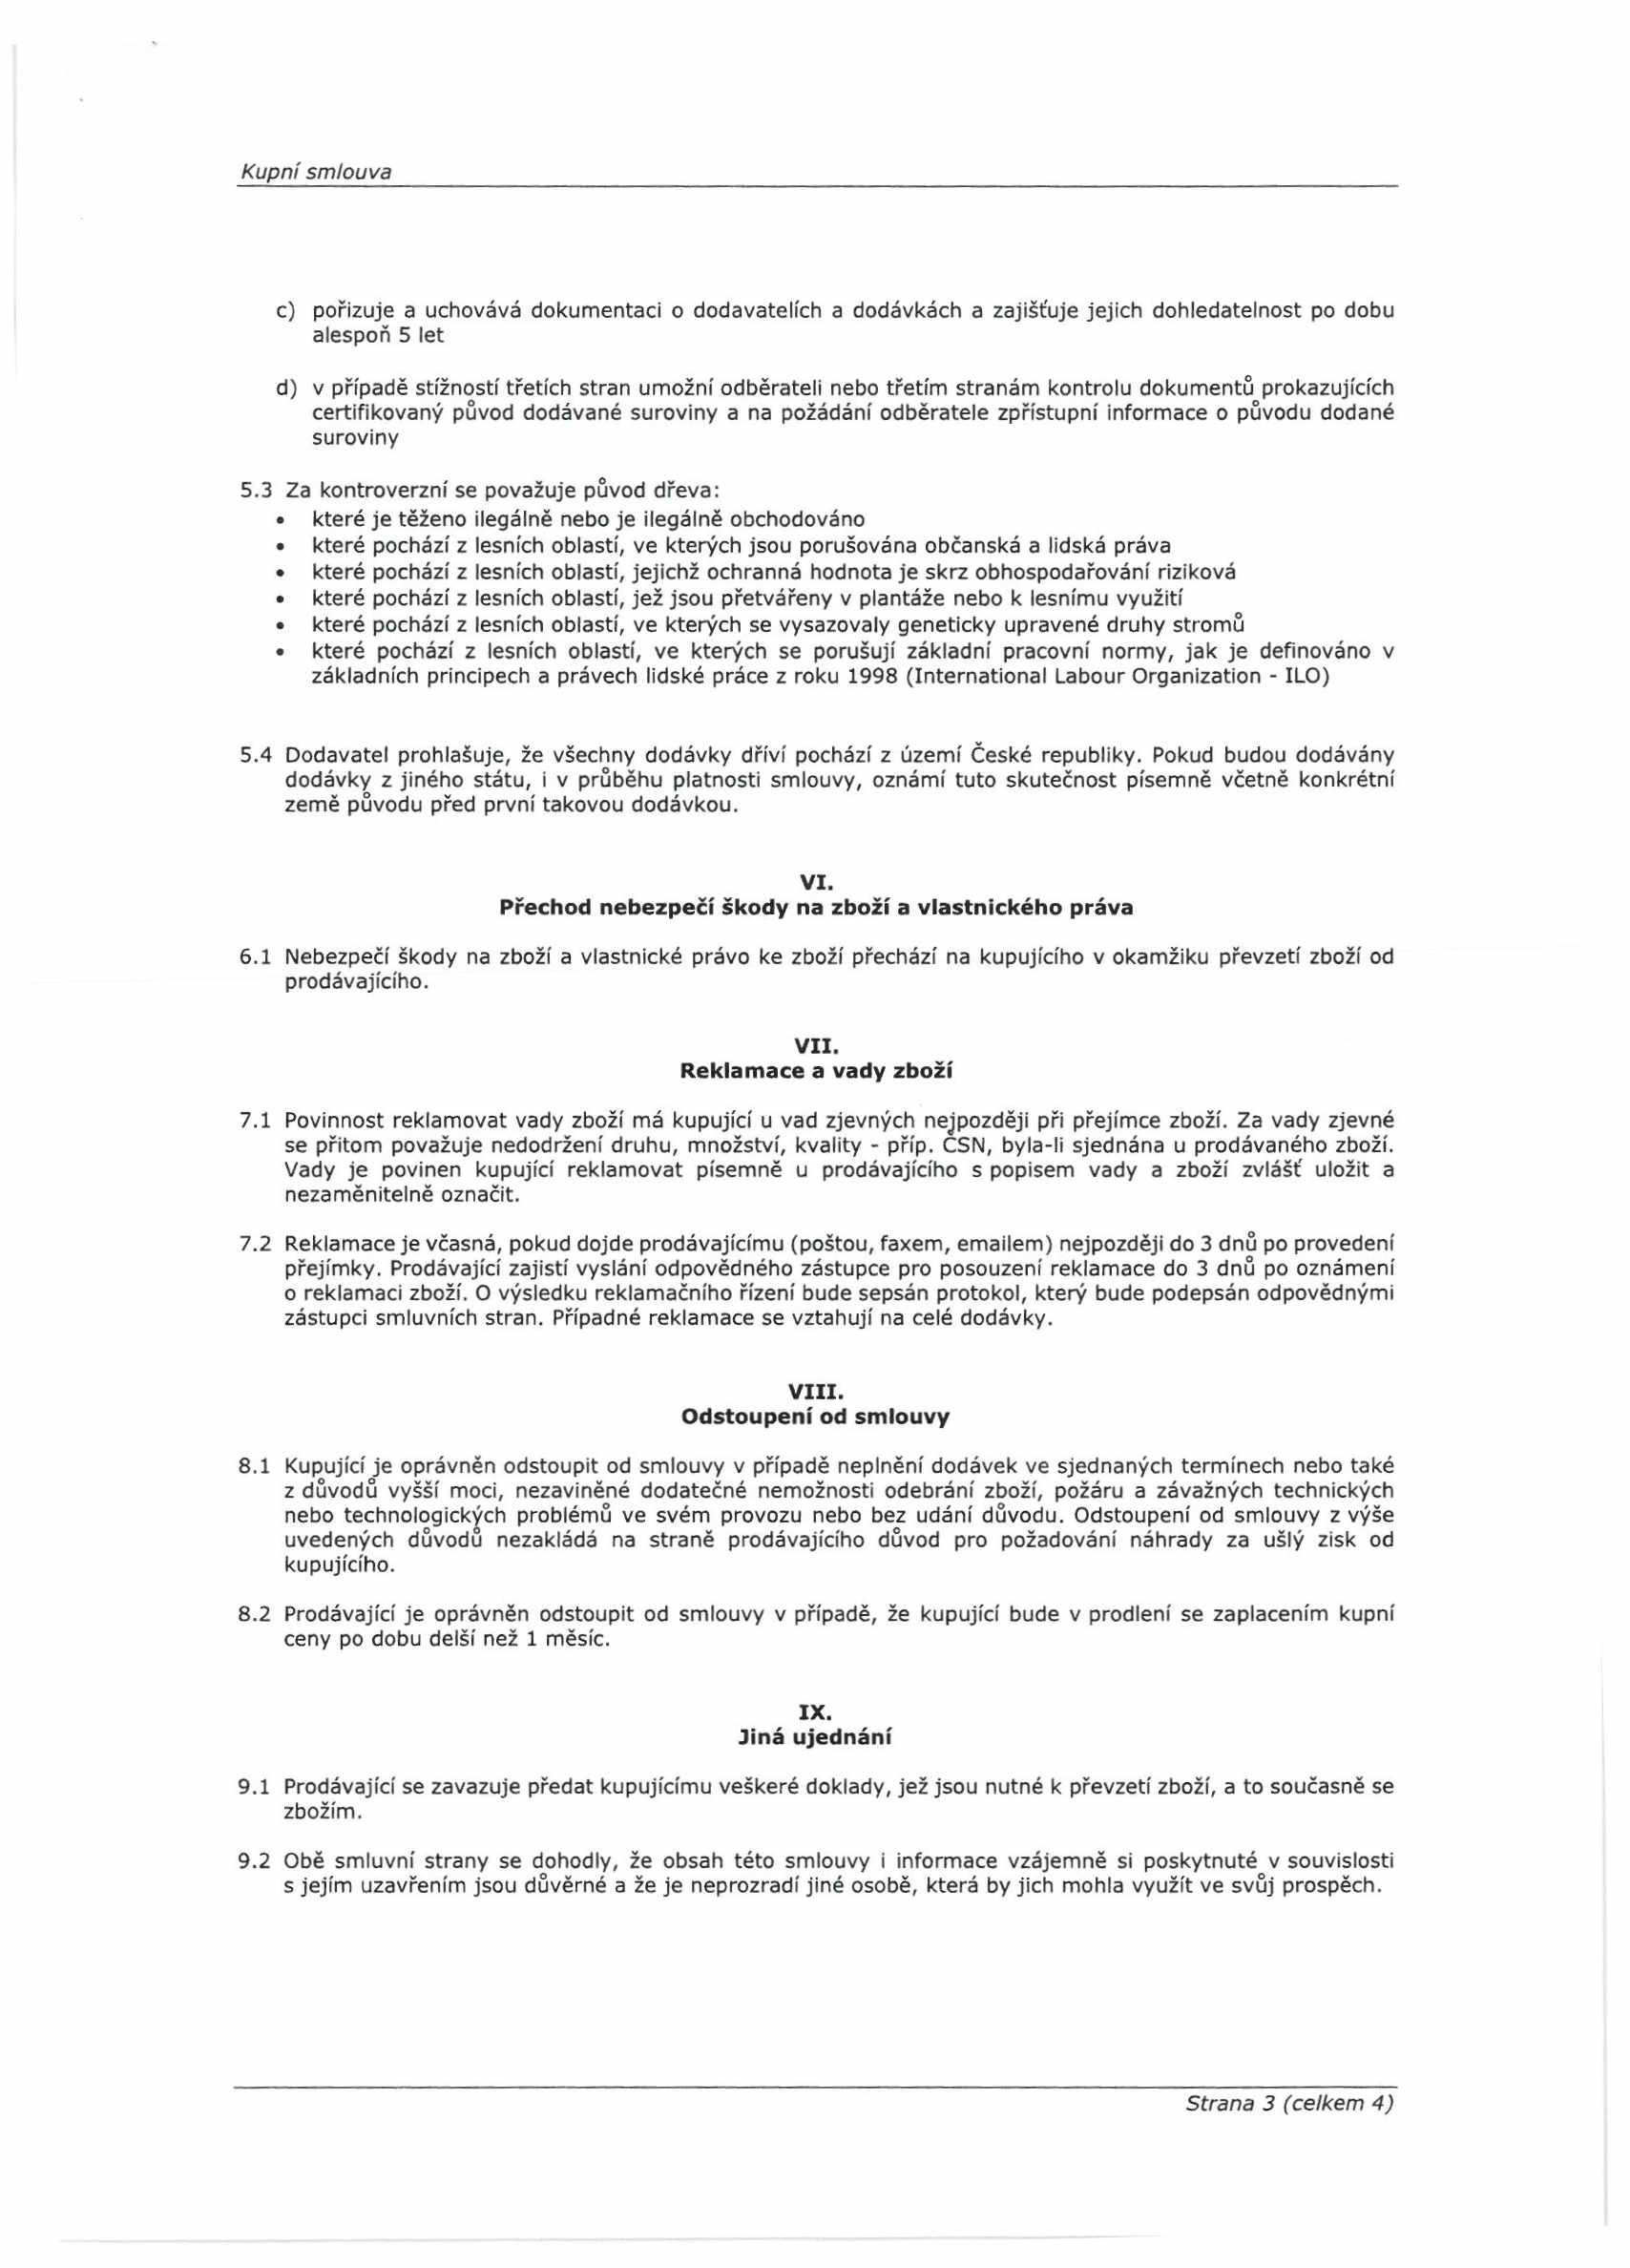 Kupní smlouva
c) pořizuje a uchovává dokumentaci o dodavatelích a dodávkách a zajišťuje jejich dohledatelnost po dobu
alespoň 5 let
d) v případě stížností třetích stran umožní odběrateli nebo třetím stranám kontrolu dokumentů prokazujících
certifikovaný původ dodávané suroviny a na požádání odběratele zpřístupní informace o původu dodané
suroviny
5.3 Za kontroverzní se považuje původ dřeva:
• které je těženo ilegálně nebo je ilegálně obchodováno
• které pochází z lesních oblastí, ve kterých jsou porušována občanská a lidská práva
• které pochází z lesních oblastí, jejichž ochranná hodnota je skrz obhospodařování riziková
• které pochází z lesních oblastí, jež jsou přetvářeny v plantáže nebo k lesnímu využití
• které pochází z lesních oblastí, ve kterých se vysazovaly geneticky upravené druhy stromů
• které pochází z lesních oblastí, ve kterých se porušují základní pracovní normy, jak je definováno v
základních principech a právech lidské práce z roku 1998 (International Labour Organization - ILO)
5.4 Dodavatel prohlašuje, že všechny dodávky dříví pochází z území České republiky. Pokud budou dodávány
dodávky z jiného státu, i v průběhu platnosti smlouvy, oznámí tuto skutečnost písemně včetně konkrétní
země původu před první takovou dodávkou.
VI.
Přechod nebezpečí škody na zboží a vlastnického práva
6.1 Nebezpečí škody na zboží a vlastnické právo ke zboží přechází na kupujícího v okamžiku převzetí zboží od
prodávajícího.
VII.
Reklamace a vady zboží
7.1 Povinnost reklamovat vady zboží má kupující u vad zjevných nejpozději při přejímce zboží. Za vady zjevné
se přitom považuje nedodržení druhu, množství, kvality - příp. ČSN, byla-li sjednána u prodávaného zboží.
Vady je povinen kupující reklamovat písemně u prodávajícího s popisem vady a zboží zvlášť uložit a
nezaměnitelně označit.
7.2 Reklamace je včasná, pokud dojde prodávajícímu (poštou, faxem, emailem) nejpozději do 3 dnů po provedení
přejímky. Prodávající zajistí vyslání odpovědného zástupce pro posouzení reklamace do 3 dnů po oznámení
o reklamaci zboží. O výsledku reklamačního řízení bude sepsán protokol, který bude podepsán odpovědnými
zástupci smluvních stran. Případné reklamace se vztahují na celé dodávky.
VIII.
Odstoupení od smlouvy
8.1 Kupující je oprávněn odstoupit od smlouvy v případě neplnění dodávek ve sjednaných termínech nebo také
z důvodů vyšší moci, nezaviněné dodatečné nemožnosti odebrání zboží, požáru a závažných technických
nebo technologických problémů ve svém provozu nebo bez udání důvodu. Odstoupení od smlouvy z výše
uvedených důvodů nezakládá na straně prodávajícího důvod pro požadování náhrady za ušlý zisk od
kupujícího.
8.2 Prodávající je oprávněn odstoupit od smlouvy v případě, že kupující bude v prodlení se zaplacením kupní
ceny po dobu delší než 1 měsíc.
IX.
Jiná ujednání
9.1 Prodávající se zavazuje předat kupujícímu veškeré doklady, jež jsou nutné k převzetí zboží, a to současně se
zbožím.
9.2 Obě smluvní strany se dohodly, že obsah této smlouvy i informace vzájemně si poskytnuté v souvislosti
s jejím uzavřením jsou důvěrné a že je neprozradí jiné osobě, která by jich mohla využít ve svůj prospěch.
Strana 3 (celkem 4)